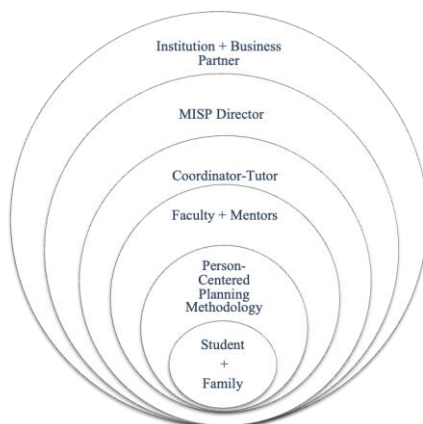 Institution + Business
Partner
MISP Director
Coordinator-Tutor
Faculty + Mentors
Person-
Centered
Planning
Methodology
Student
+
Family